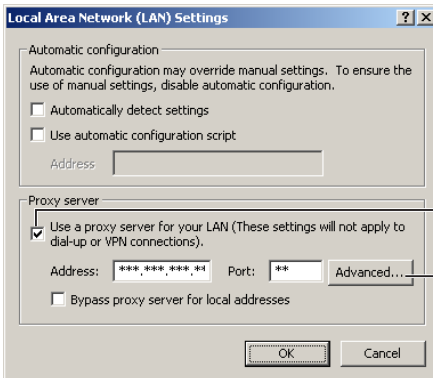 Local Area Network (LAN) Settings
Automatic configuration
Automatic configuration may override manual settings. To ensure the
use of manual settings, disable automatic configuration.
Automatically detect settings
Use automatic configuration script
Address
Proxy server
Use a proxy server for your LAN (These settings will not apply to
dial-up or VPN connections).
Address: ***.***.***.** Port: ** Advanced...
Bypass proxy server for local addresses
OK Cancel